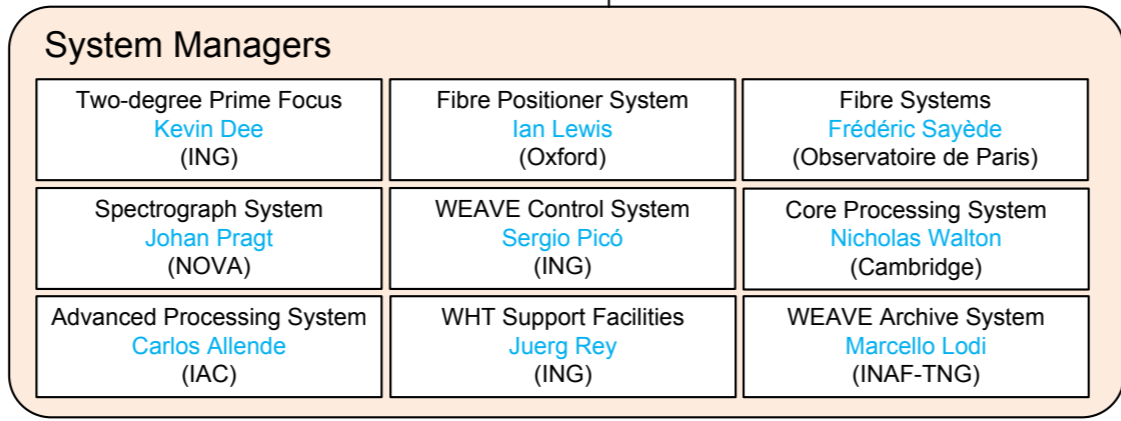 System Managers
Two-degree Prime Focus
Kevin Dee
(ING)
Fibre Positioner System
Ian Lewis
(Oxford)
Fibre Systems
Frédéric Sayède
(Observatoire de Paris)
Spectrograph System
Johan Pragt
(NOVA)
WEAVE Control System
Sergio Picó
(ING)
Core Processing System
Nicholas Walton
(Cambridge)
Advanced Processing System
Carlos Allende
(IAC)
WHT Support Facilities
Juerg Rey
(ING)
WEAVE Archive System
Marcello Lodi
(INAF-TNG)